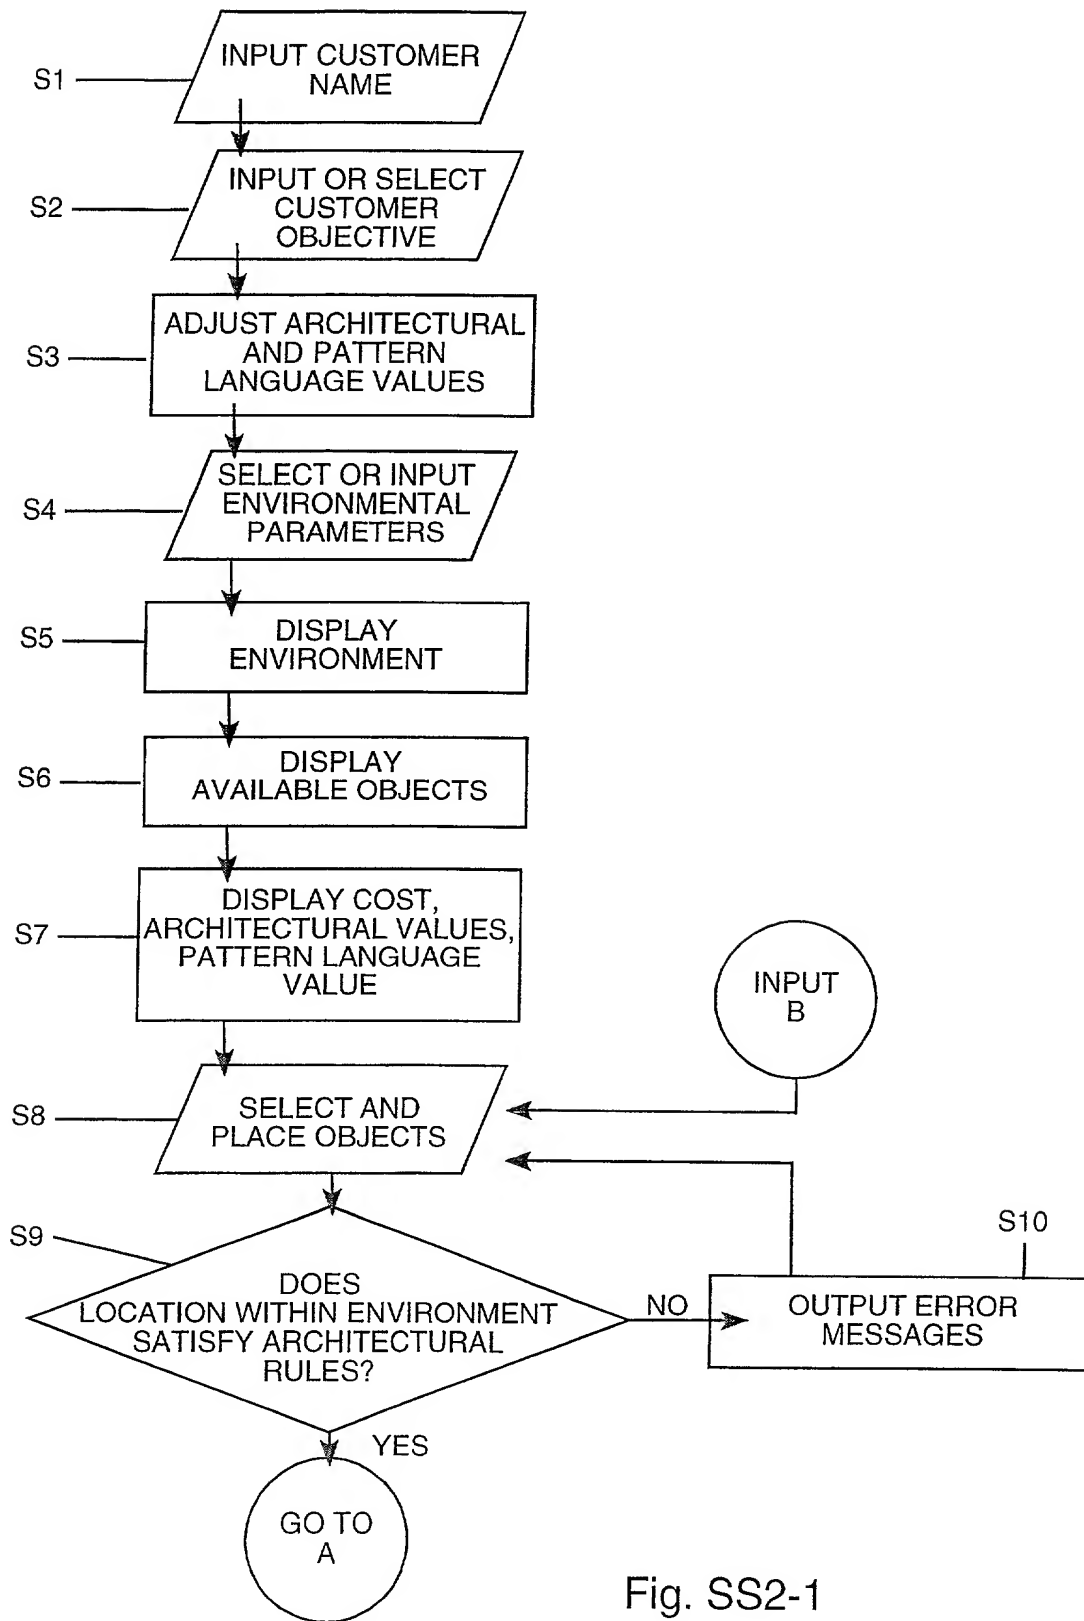 S1
INPUT CUSTOMER
NAME
S2
INPUT OR SELECT
CUSTOMER
OBJECTIVE
S3
ADJUST ARCHITECTURAL
AND PATTERN
LANGUAGE VALUES
S4
SELECT OR INPUT
ENVIRONMENTAL
PARAMETERS
S5
DISPLAY
ENVIRONMENT
S6
DISPLAY
AVAILABLE OBJECTS
S7
DISPLAY COST,
ARCHITECTURAL VALUES,
PATTERN LANGUAGE
VALUE
INPUT
B
S8
SELECT AND
PLACE OBJECTS
S9
DOES
LOCATION WITHIN ENVIRONMENT
SATISFY ARCHITECTURAL
RULES?
NO
S10
OUTPUT ERROR
MESSAGES
YES
GO TO
A
Fig. SS2-1